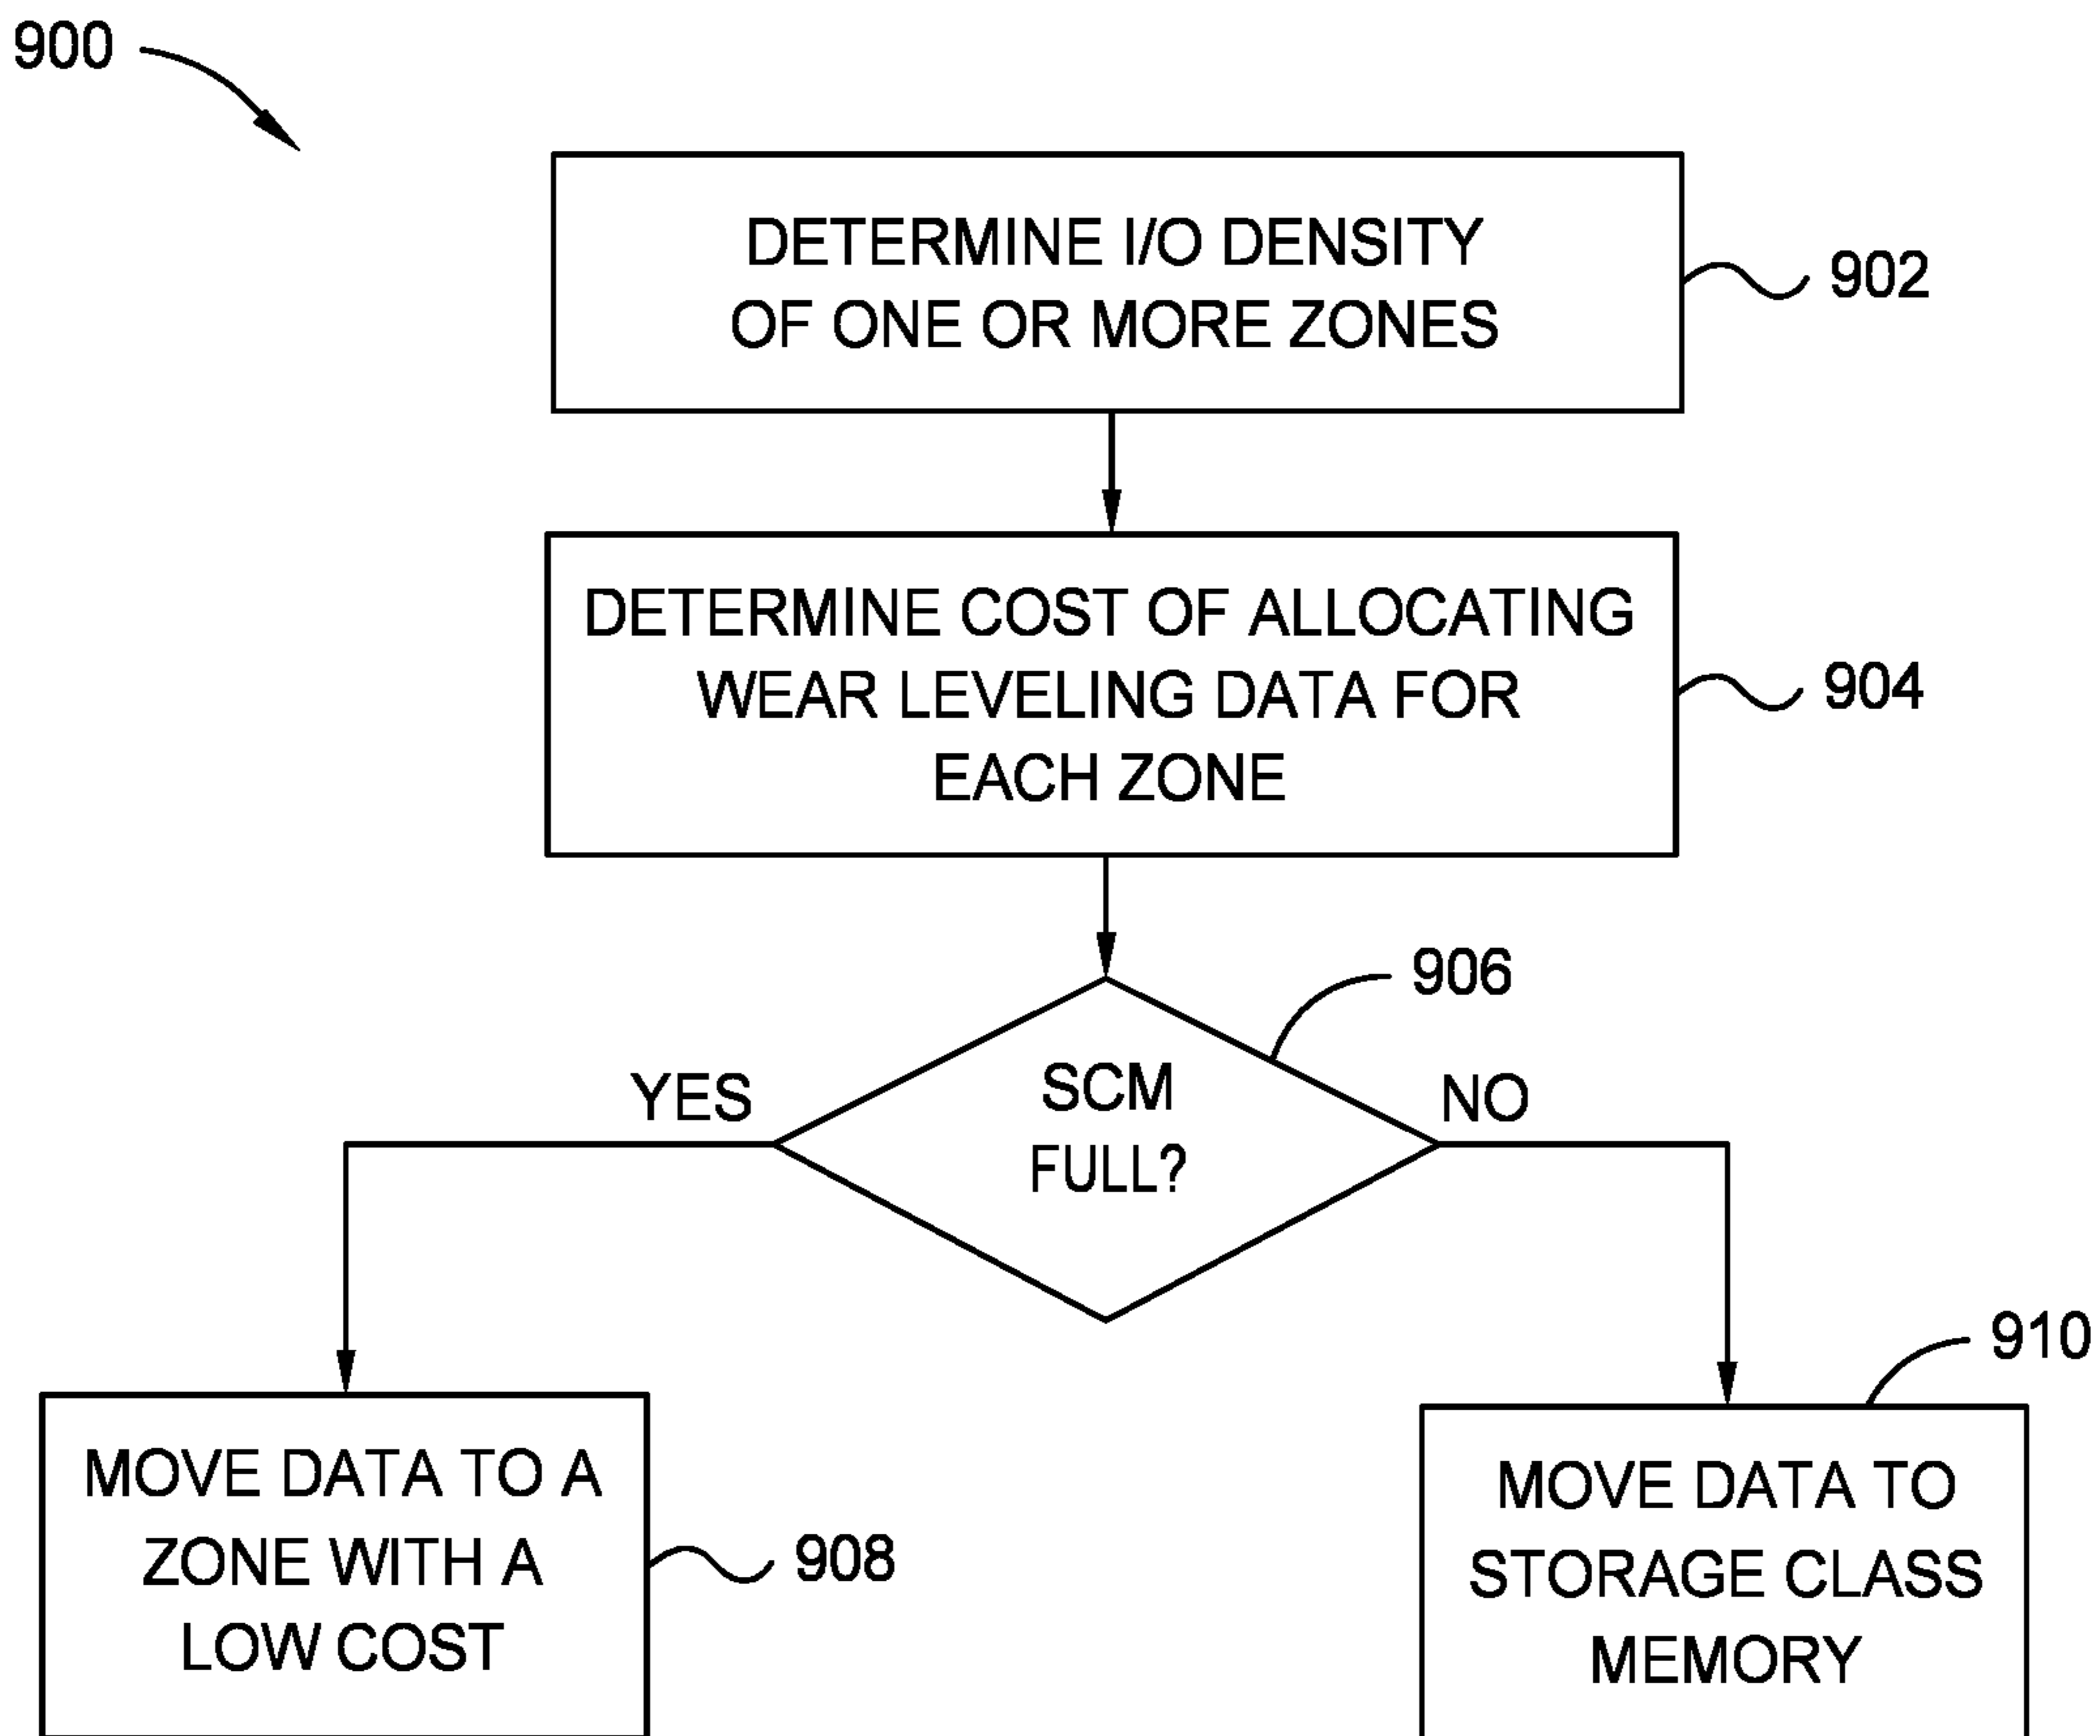 900
DETERMINE I/O DENSITY
OF ONE OR MORE ZONES
902
DETERMINE COST OF ALLOCATING
WEAR LEVELING DATA FOR
EACH ZONE
904
906
SCM
FULL?
YES
NO
MOVE DATA TO A
ZONE WITH A
LOW COST
908
910
MOVE DATA TO
STORAGE CLASS
MEMORY